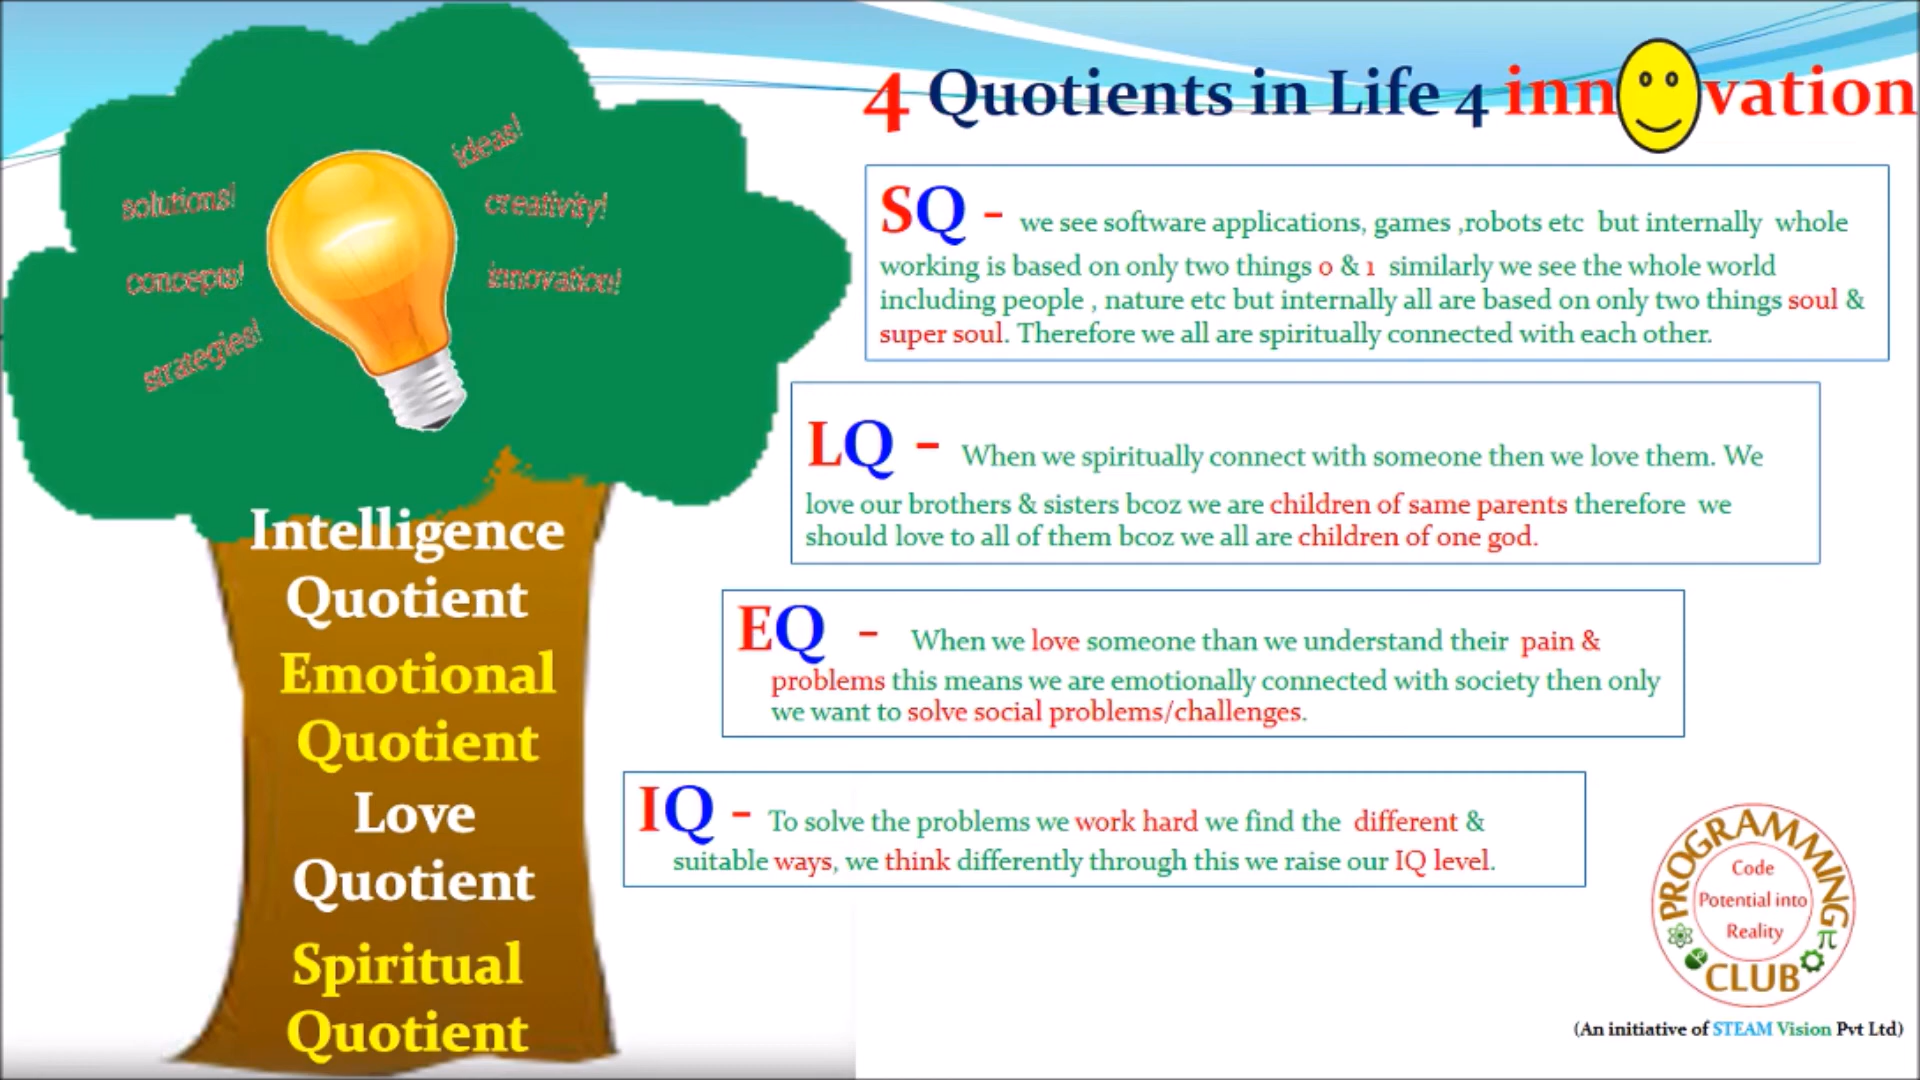 4 Quotients in Life 4 inn vation
solutions!
ideas!
creativity!
concepts!
innovation!
strategies!
Intelligence
Quotient
Emotional
Quotient
Love
Quotient
Spiritual
Quotient
SQ - we see software applications, games ,robots etc but internally whole
working is based on only two things 0 & 1 similarly we see the whole world
including people , nature etc but internally all are based on only two things soul &
super soul. Therefore we all are spiritually connected with each other.
LQ - When we spiritually connect with someone then we love them. We
love our brothers & sisters bcoz we are children of same parents therefore we
should love to all of them bcoz we all are children of one god.
EQ - When we love someone than we understand their pain &
problems this means we are emotionally connected with society then only
we want to solve social problems/challenges.
IQ - To solve the problems we work hard we find the different &
suitable ways, we think differently through this we raise our IQ level.
PROGRAMMING
Code
Potential into
Reality
π
CLUB
(An initiative of STEAM Vision Pvt Ltd)